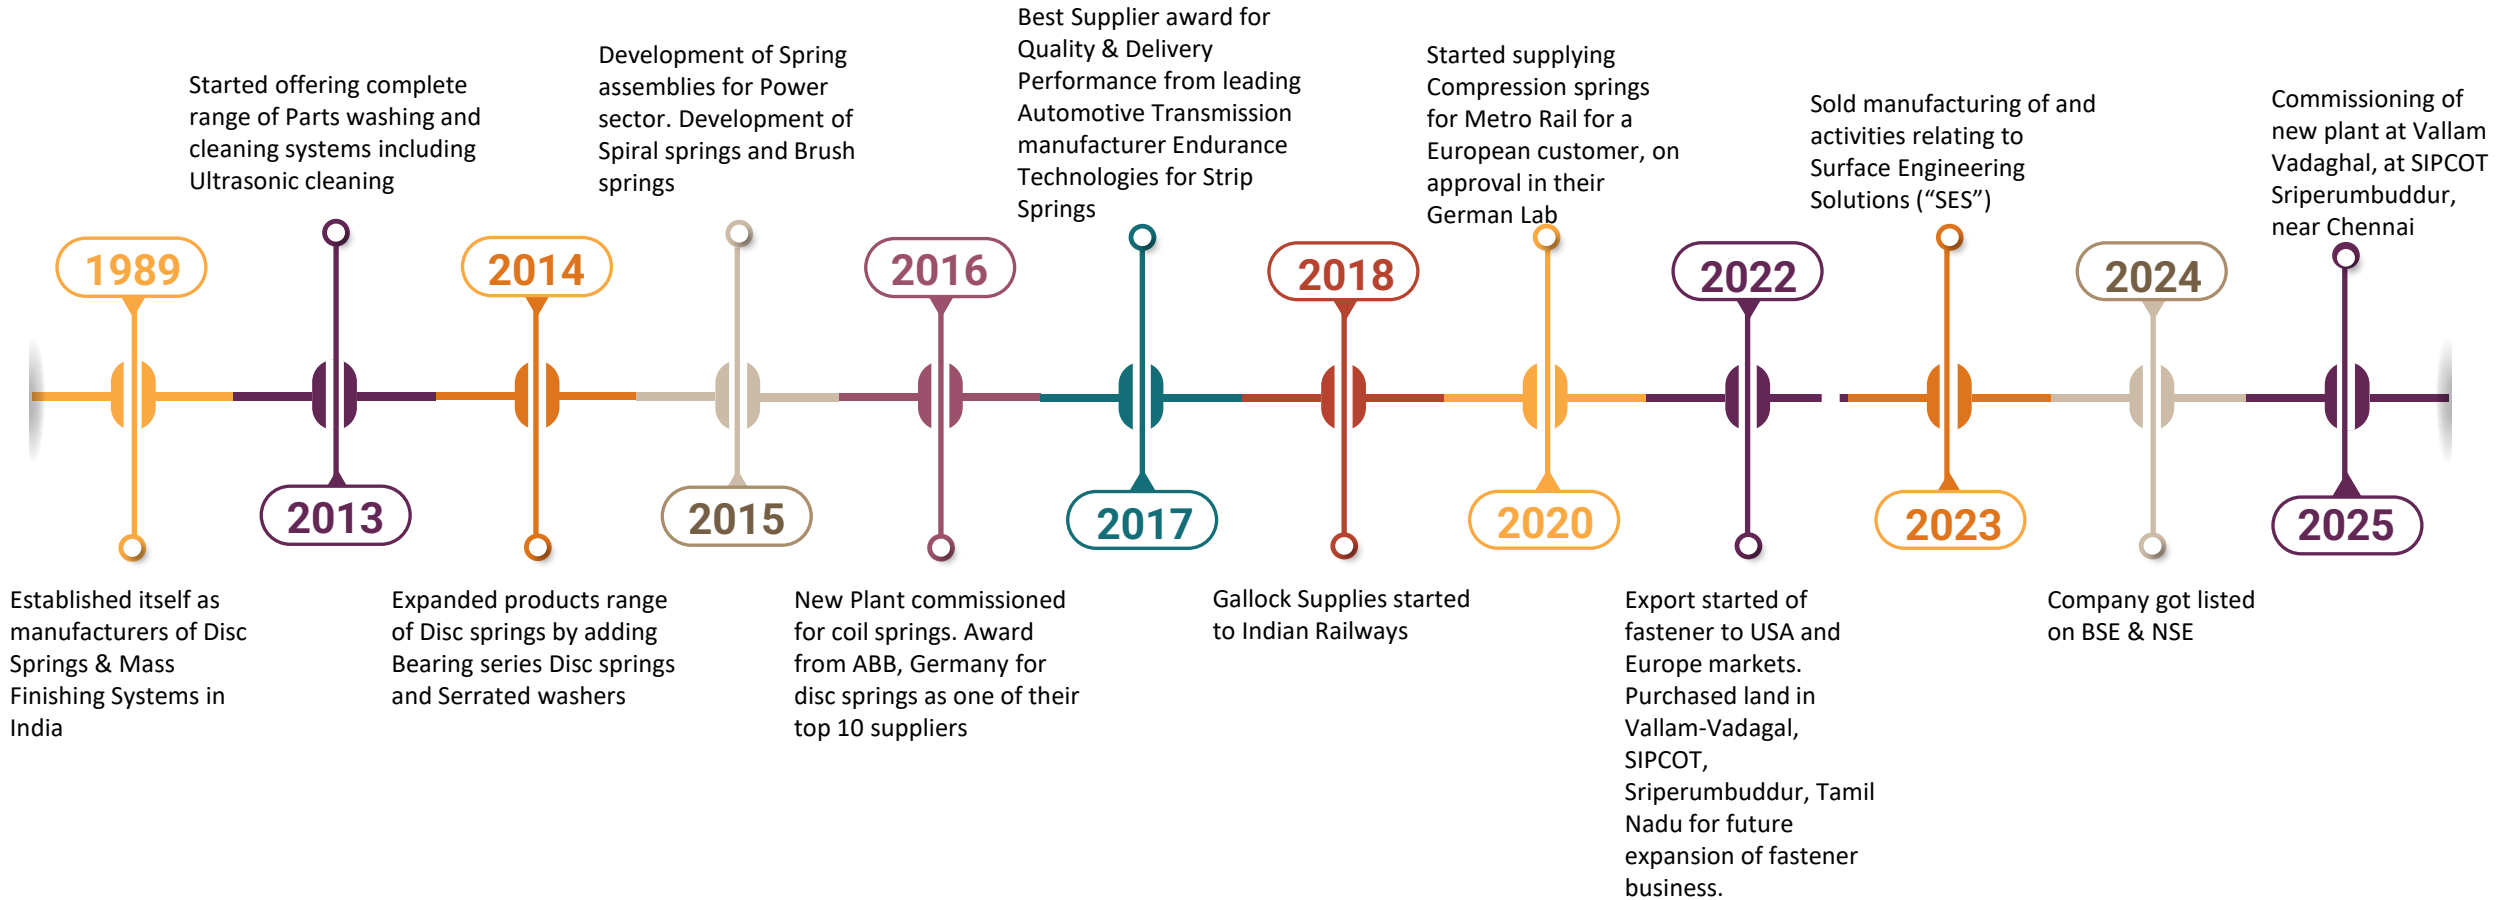 1989
Established itself as
manufacturers of Disc
Springs & Mass
Finishing Systems in
India
Started offering complete
range of Parts washing and
cleaning systems including
Ultrasonic cleaning
2013
2014
Expanded products range
of Disc springs by adding
Bearing series Disc springs
and Serrated washers
Development of Spring
assemblies for Power
sector. Development of
Spiral springs and Brush
springs
2015
2016
New Plant commissioned
for coil springs. Award
from ABB, Germany for
disc springs as one of their
top 10 suppliers
Best Supplier award for
Quality & Delivery
Performance from leading
Automotive Transmission
manufacturer Endurance
Technologies for Strip
Springs
2017
2018
Gallock Supplies started
to Indian Railways
Started supplying
Compression springs
for Metro Rail for a
European customer, on
approval in their
German Lab
2020
2022
Export started of
fastener to USA and
Europe markets.
Purchased land in
Vallam-Vadagal,
SIPCOT,
Sriperumbuddur, Tamil
Nadu for future
expansion of fastener
business.
Sold manufacturing of and
activities relating to
Surface Engineering
Solutions (“SES”)
2023
2024
Company got listed
on BSE & NSE
Commissioning of
new plant at Vallam
Vadaghal, at SIPCOT
Sriperumbuddur,
near Chennai
2025